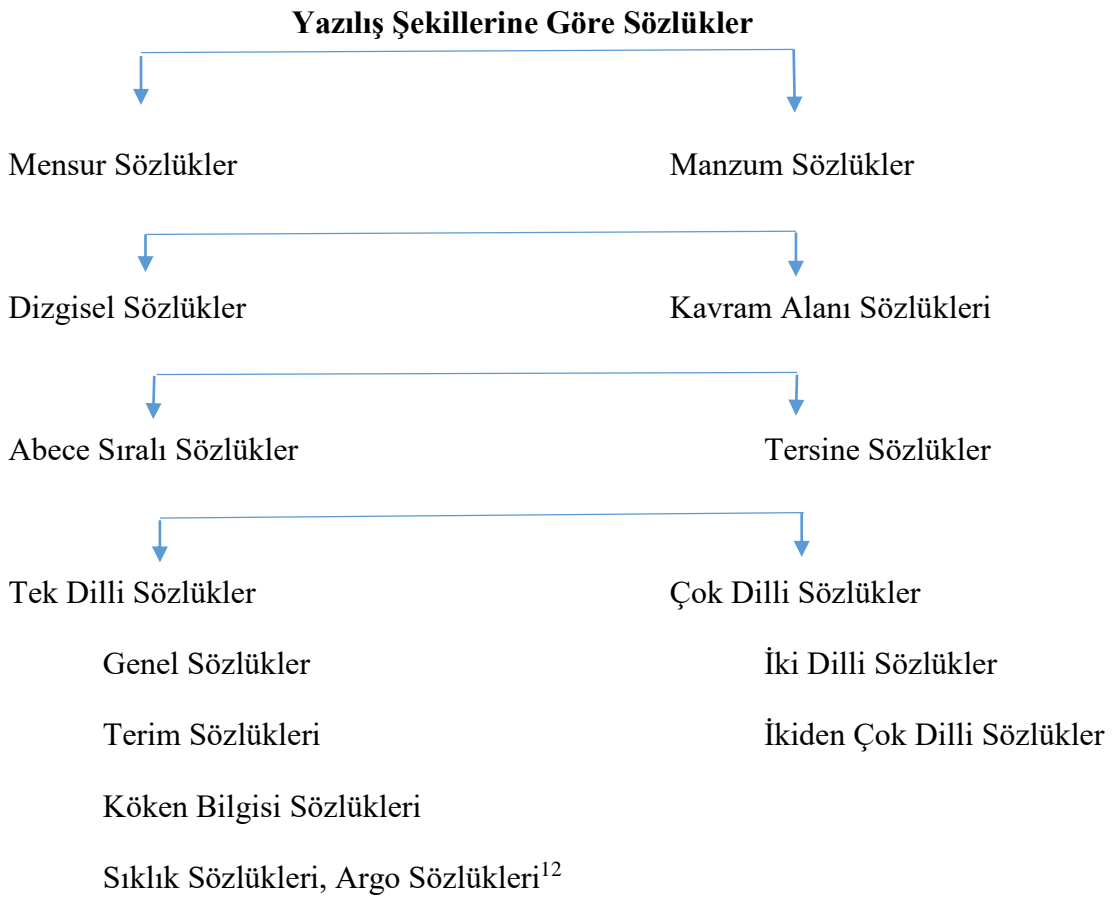 Yazılış Şekillerine Göre Sözlükler
Mensur Sözlükler Manzum Sözlükler
Dizgisel Sözlükler Kavram Alanı Sözlükleri
Abece Sıralı Sözlükler Tersine Sözlükler
Tek Dilli Sözlükler Çok Dilli Sözlükler
Genel Sözlükler İki Dilli Sözlükler
Terim Sözlükleri İkiden Çok Dilli Sözlükler
Köken Bilgisi Sözlükleri
Sıklık Sözlükleri, Argo Sözlükleri¹²